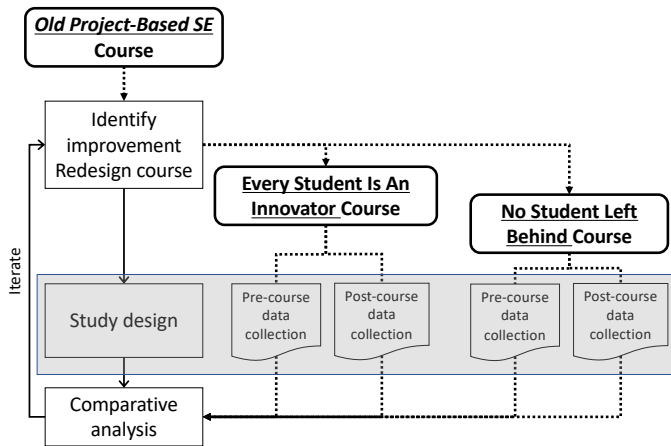 Old Project-Based SE
Course
Identify
improvement
Redesign course
Every Student Is An
Innovator Course
No Student Left
Behind Course
Iterate
Study design
Pre-course
data
collection
Post-course
data
collection
Pre-course
data
collection
Post-course
data
collection
Comparative
analysis